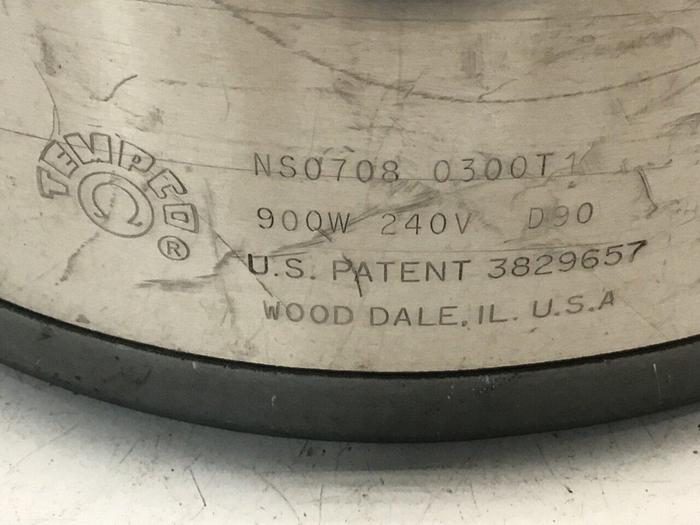 TEMPCO
®
NS0708 0300T1
900W 240V D90
U.S. PATENT 3829657
WOOD DALE, IL. U.S.A